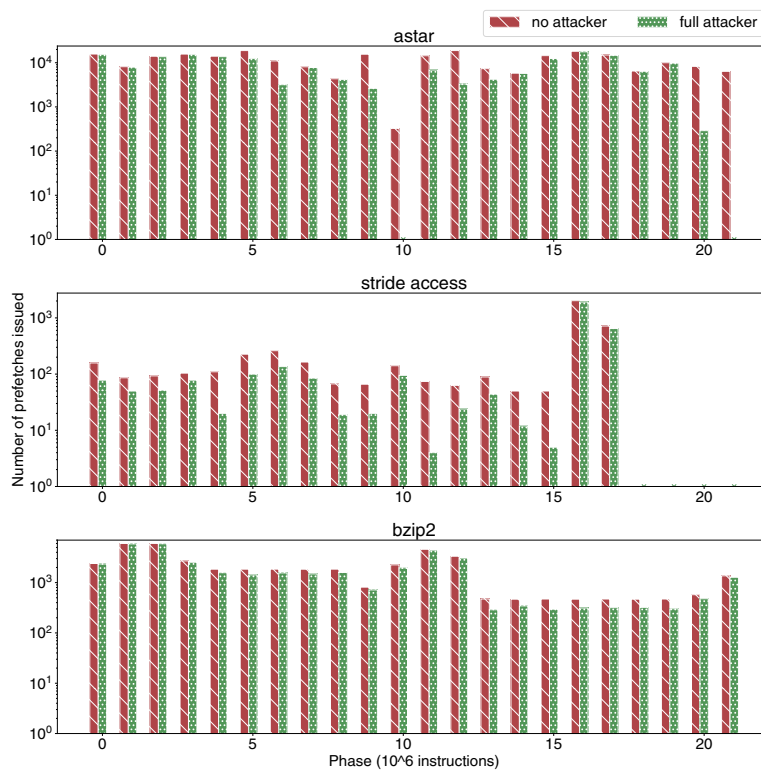 no attacker full attacker
astar
10^4
10^3
10^2
10^1
10^0
0 5 10 15 20
stride access
Number of prefetches issued
10^3
10^2
10^1
10^0
0 5 10 15 20
bzip2
10^3
10^2
10^1
10^0
0 5 10 15 20
Phase (10^6 instructions)